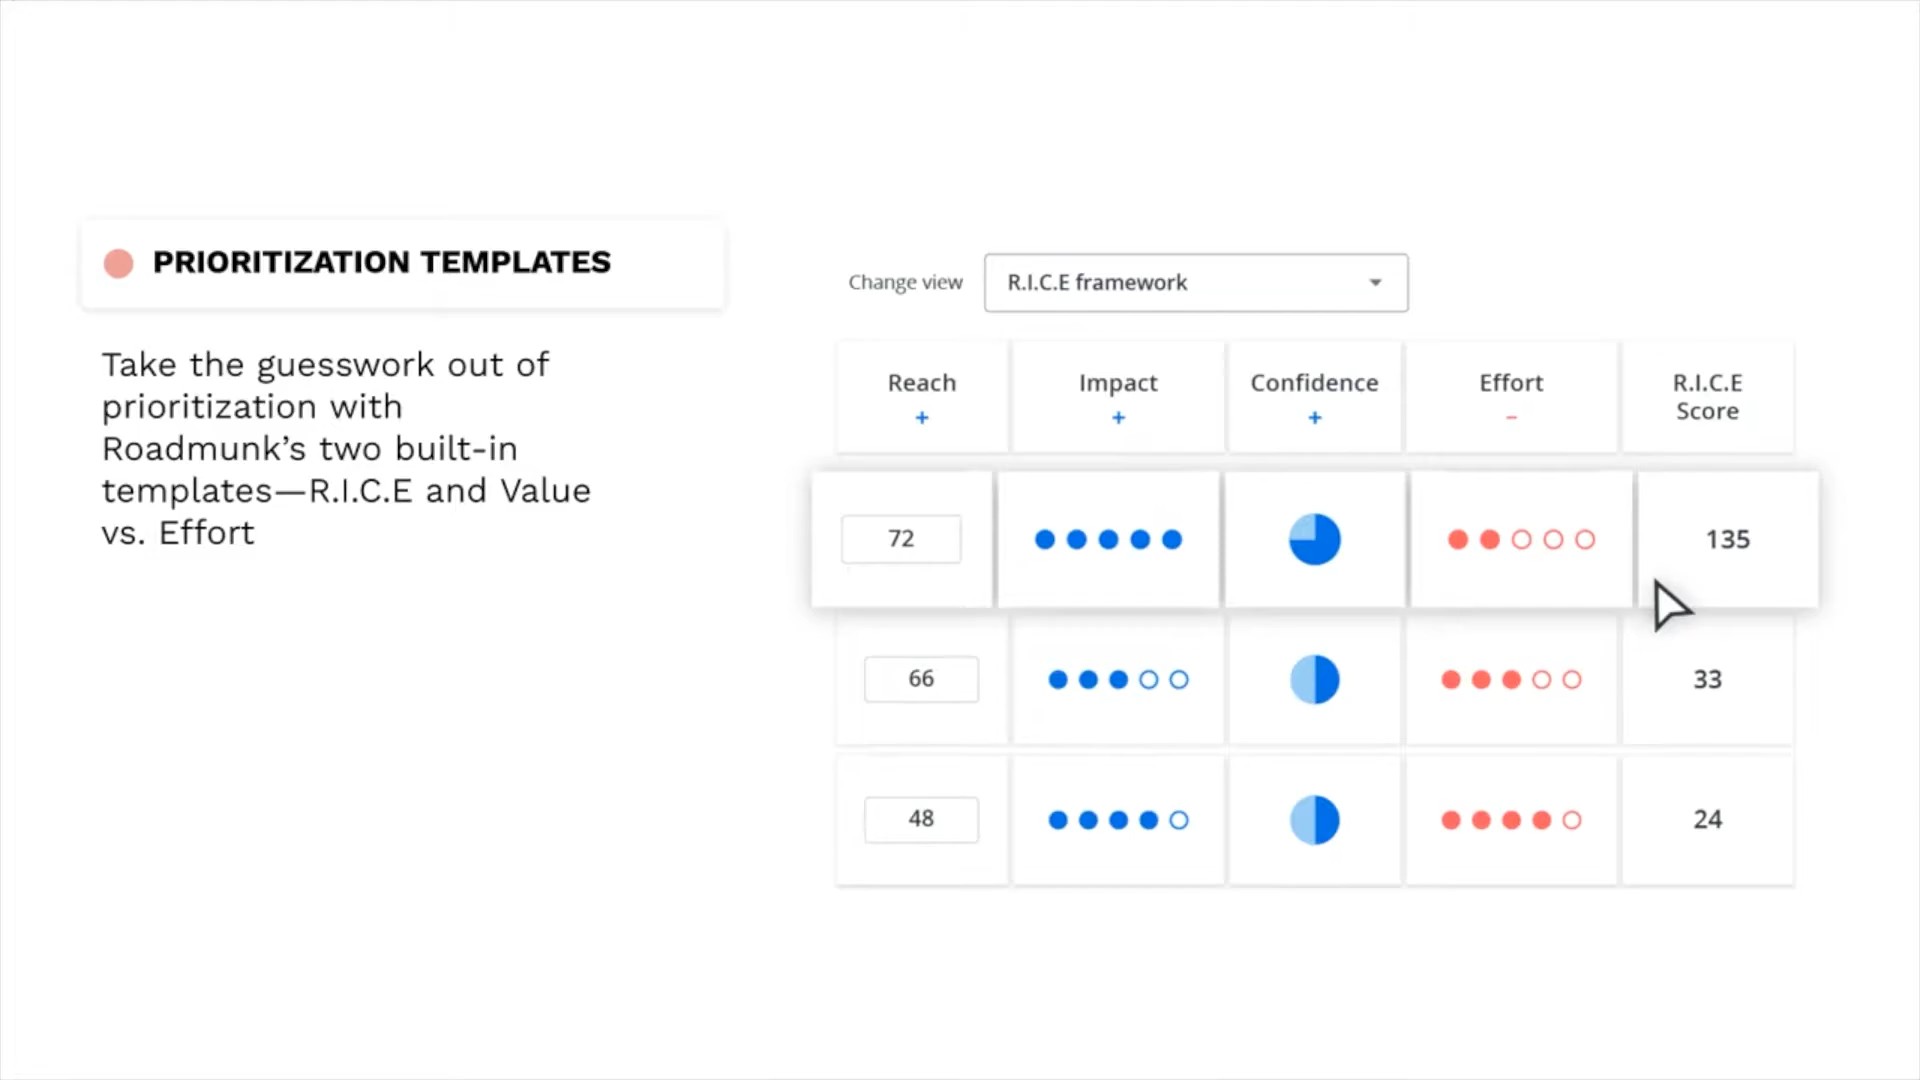 PRIORITIZATION TEMPLATES
Take the guesswork out of
prioritization with
Roadmunk’s two built-in
templates—R.I.C.E and Value
vs. Effort
Change view
R.I.C.E framework
Reach
Impact
Confidence
Effort
R.I.C.E
Score
+
+
+
−
72
135
66
33
48
24